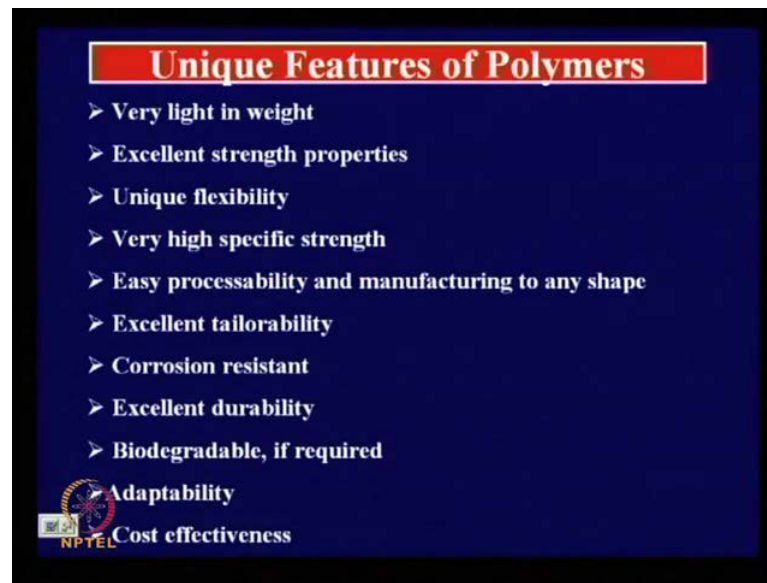 Unique Features of Polymers
➢ Very light in weight
➢ Excellent strength properties
➢ Unique flexibility
➢ Very high specific strength
➢ Easy processability and manufacturing to any shape
➢ Excellent tailorability
➢ Corrosion resistant
➢ Excellent durability
➢ Biodegradable, if required
➢ Adaptability
➢ Cost effectiveness
NPTEL